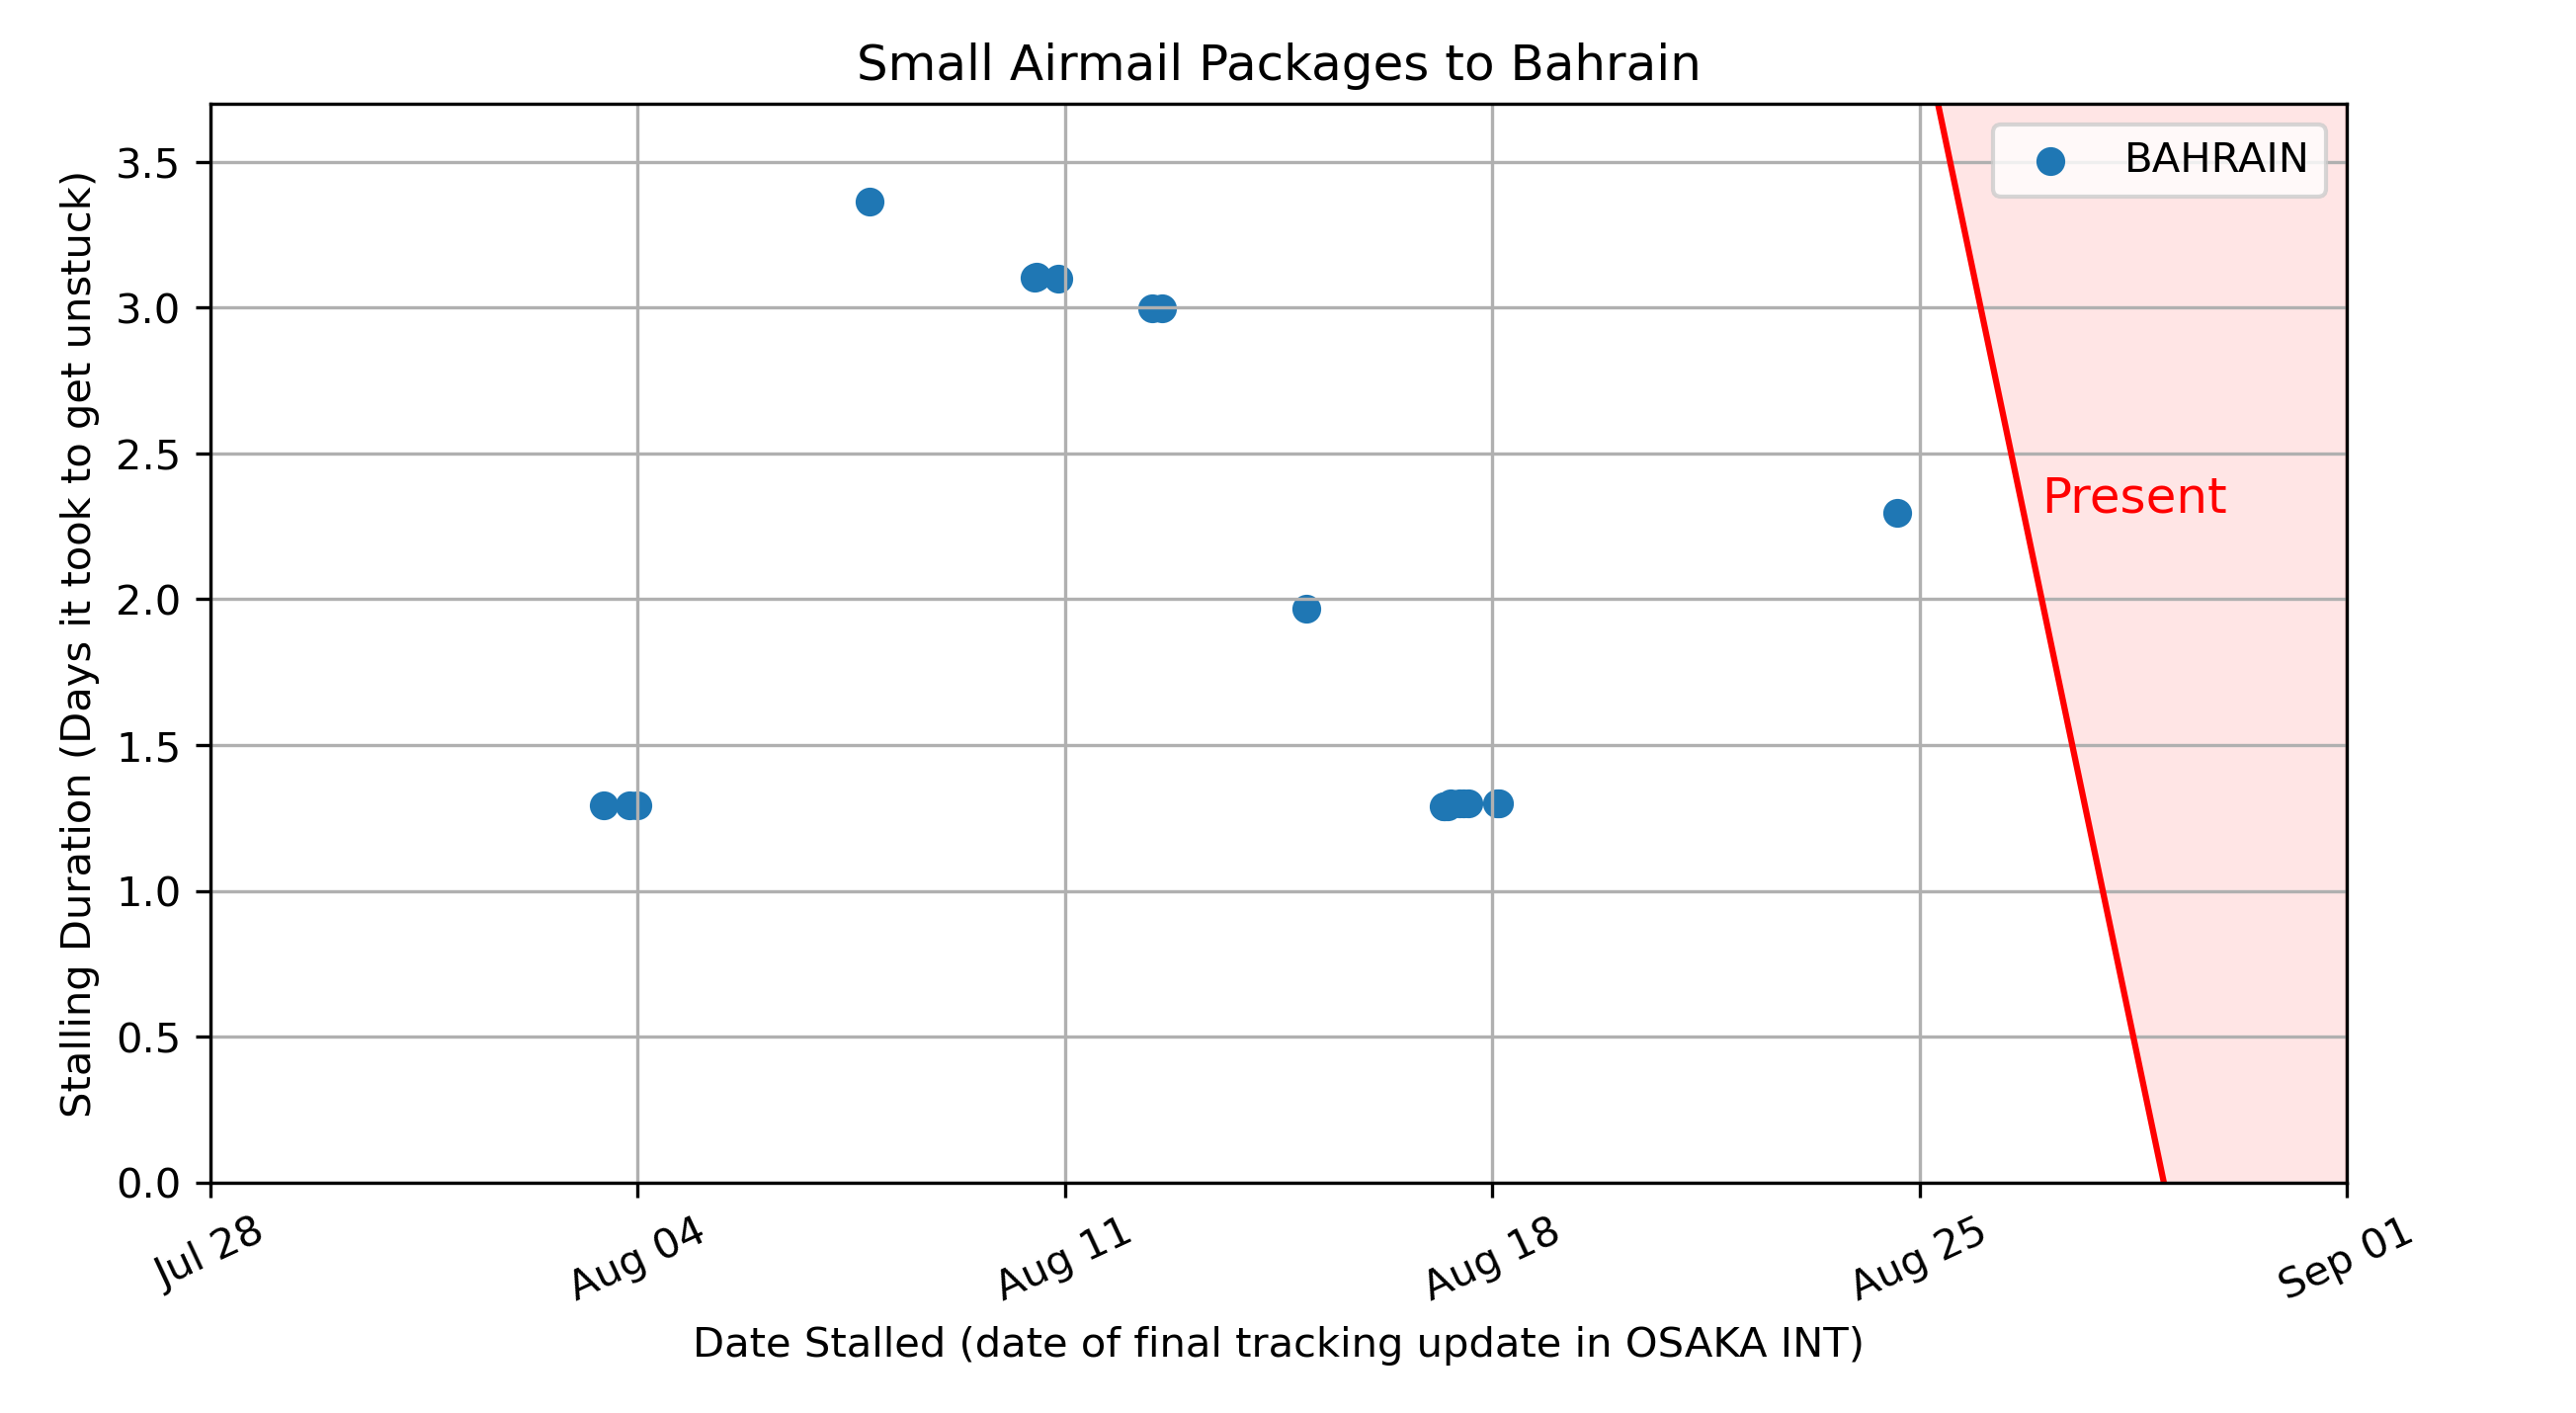 Small Airmail Packages to Bahrain
Stalling Duration (Days it took to get unstuck)
3.5
3.0
2.5
2.0
1.5
1.0
0.5
0.0
BAHRAIN
Present
Jul 28
Aug 04
Aug 11
Aug 18
Aug 25
Sep 01
Date Stalled (date of final tracking update in OSAKA INT)